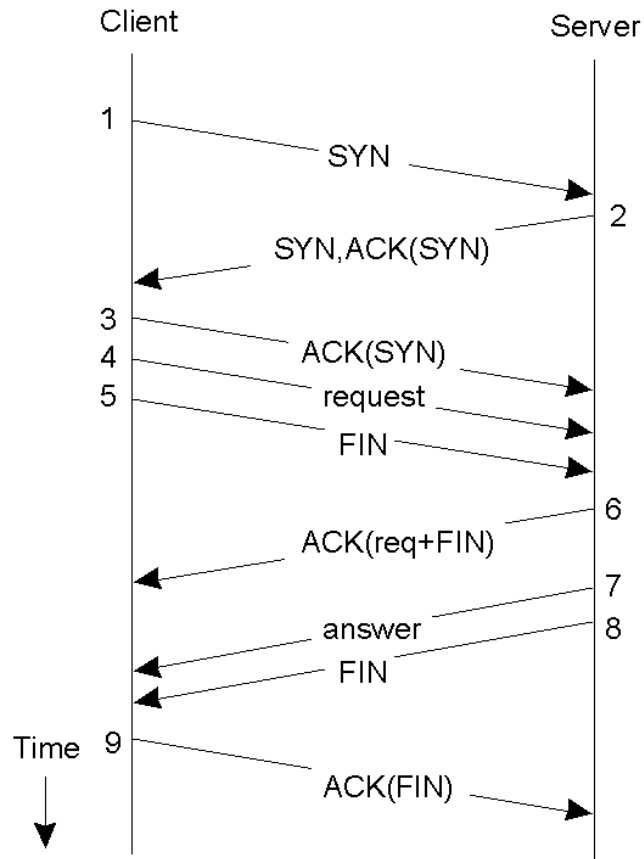 Client
Server
1
SYN
2
SYN,ACK(SYN)
3
ACK(SYN)
4
request
5
FIN
6
ACK(req+FIN)
7
answer
8
FIN
9
Time
ACK(FIN)